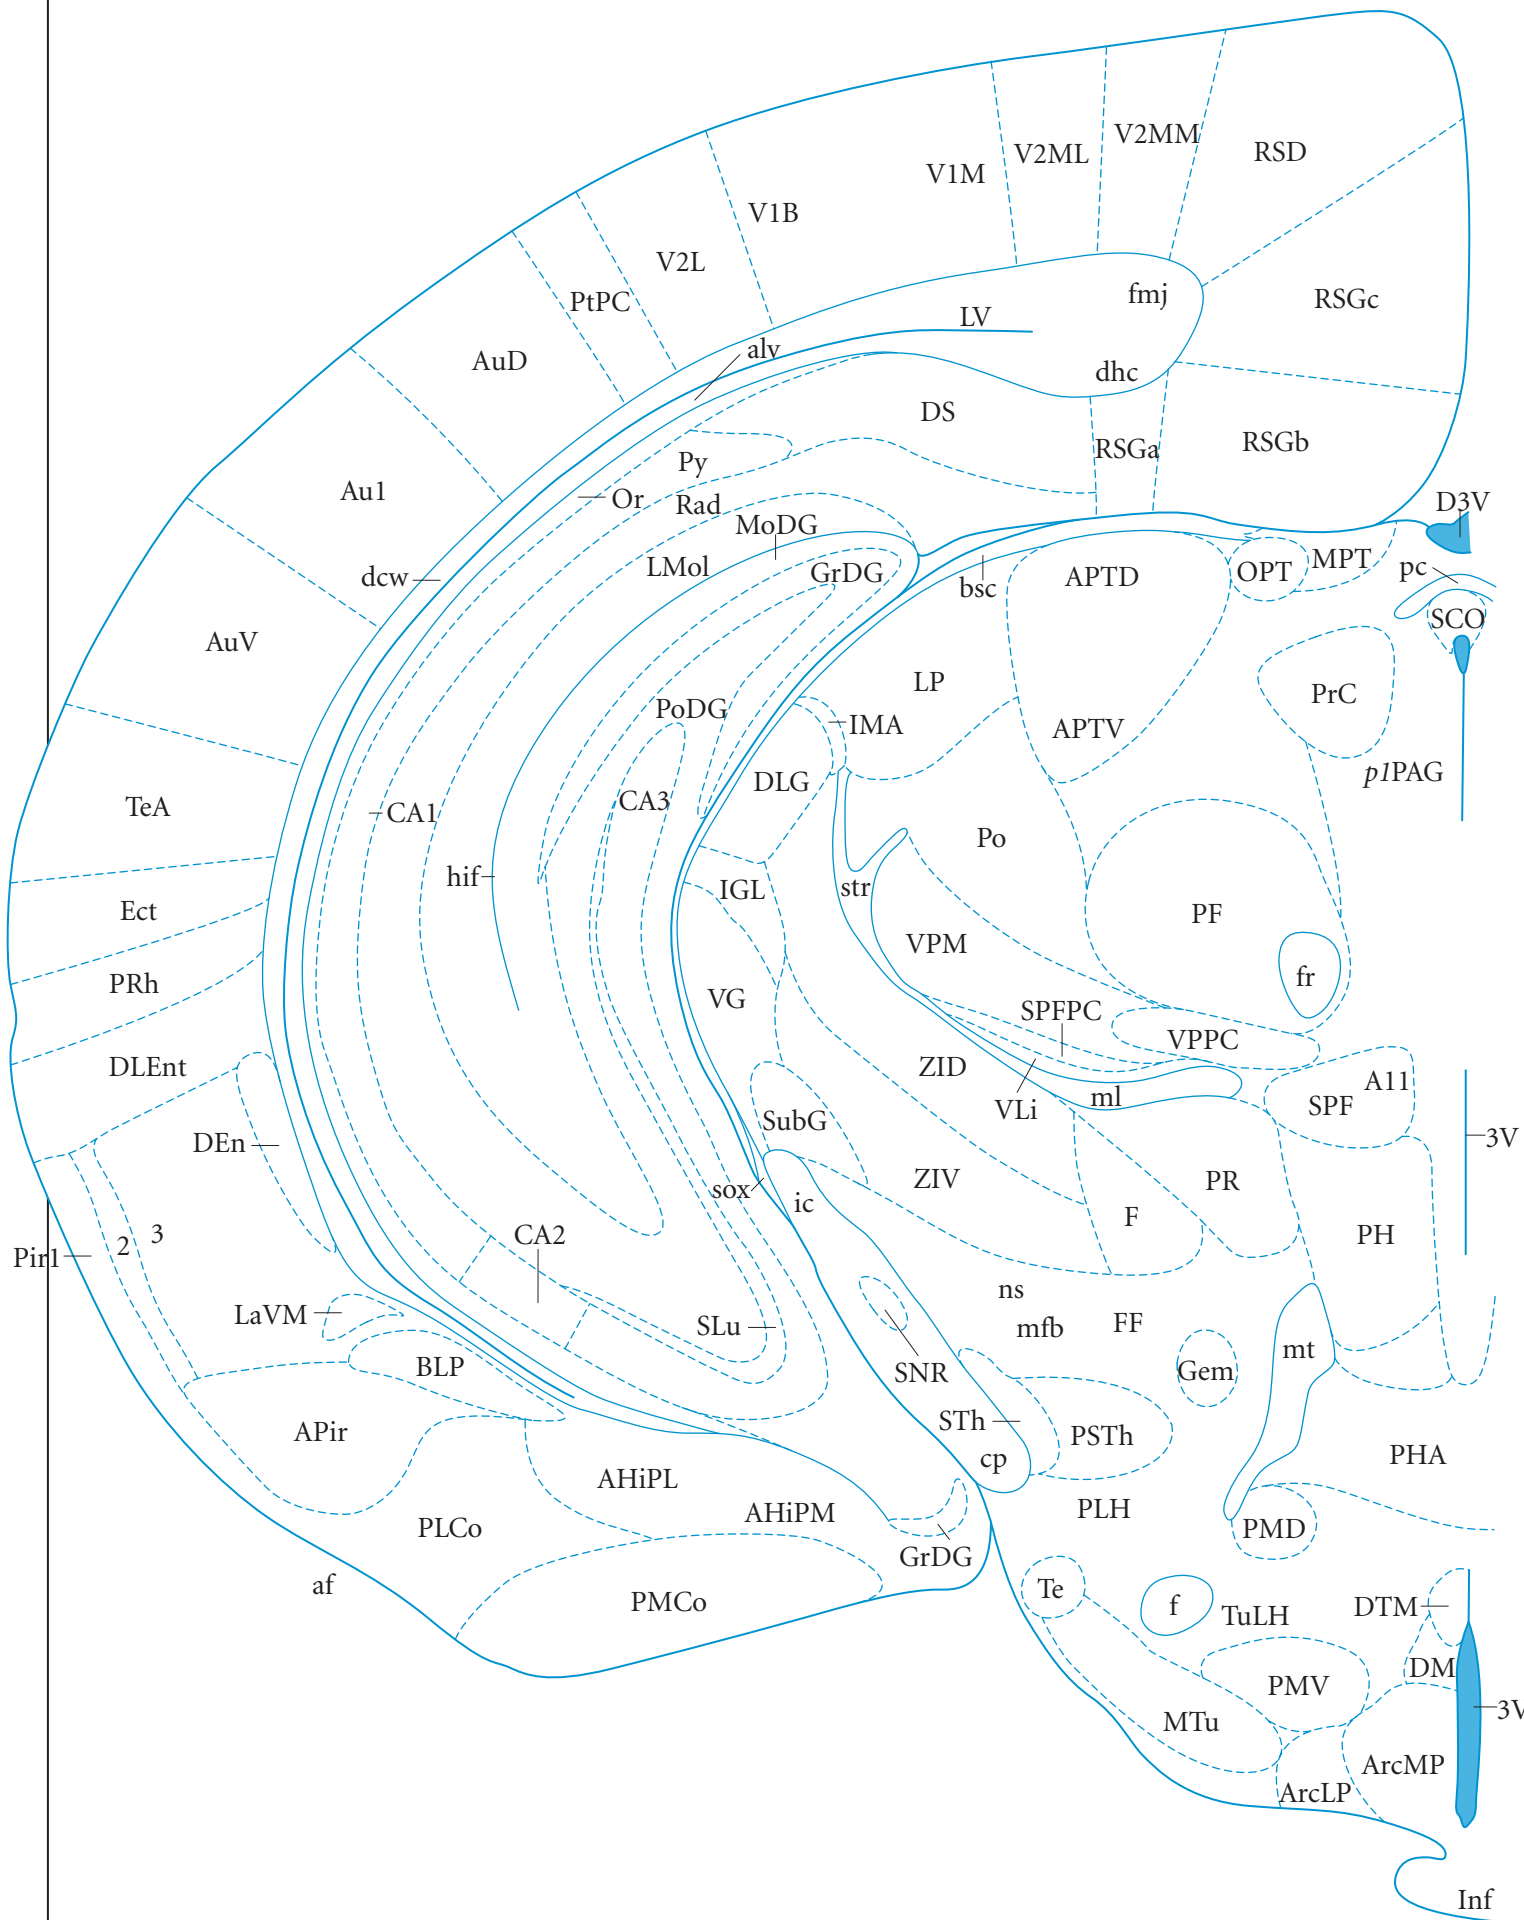 V2MM
V2ML
RSD
V1M
V1B
V2L
PtPC
fmj
RSGc
LV
alv
AuD
dhc
DS
RSGb
RSGa
Py
Au1
Or
Rad
D3V
MoDG
MPT
LMol
GrDG
OPT
pc
dcw
bsc
APTD
SCO
AuV
LP
PrC
PoDG
IMA
APTV
p1PAG
DLG
TeA
CA1
CA3
Po
hif
str
IGL
Ect
PF
VPM
PRh
fr
VG
SPFPC
VPPC
DLEnt
ZID
A11
ml
SPF
VLi
SubG
DEn
3V
ZIV
PR
sox
ic
F
3
2
CA2
PH
Pir1
ns
LaVM
SLu
mfb
FF
mt
BLP
SNR
Gem
STh
APir
PSTh
cp
PHA
AHiPL
AHiPM
PLH
PLCo
PMD
GrDG
af
Te
PMCo
f
TuLH
DTM
DM
PMV
3V
MTu
ArcMP
ArcLP
Inf